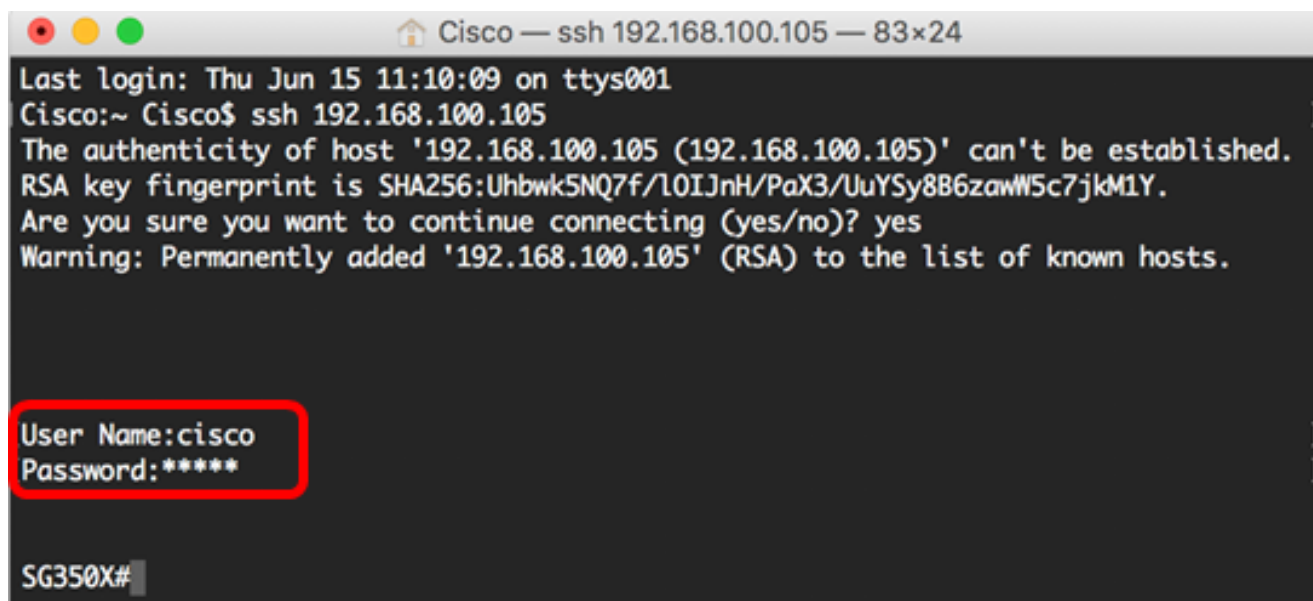 Cisco — ssh 192.168.100.105 — 83×24
Last login: Thu Jun 15 11:10:09 on ttys001
Cisco:~ Cisco$ ssh 192.168.100.105
The authenticity of host '192.168.100.105 (192.168.100.105)' can't be established.
RSA key fingerprint is SHA256:Uhbwk5NQ7f/lOIJnH/PaX3/UuYSy8B6zawW5c7jkM1Y.
Are you sure you want to continue connecting (yes/no)? yes
Warning: Permanently added '192.168.100.105' (RSA) to the list of known hosts.
User Name:cisco
Password:*****
SG350X#